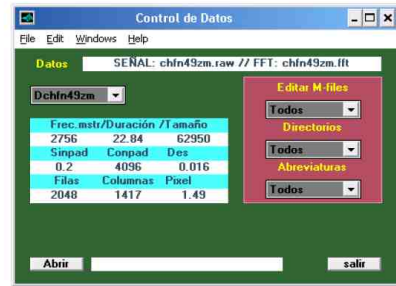 Control de Datos
File Edit Windows Help
Datos SEÑAL: chfn49zm.raw // FFT: chfn49zm.fft
Dchfn49zm
Frec.mstr/Duración /Tamaño
2756 22.84 62950
Sinpad Conpad Des
0.2 4096 0.016
Filas Columnas Pixel
2048 1417 1.49
Editar M-files
Todos
Directorios
Todos
Abreviaturas
Todos
Abrir salir